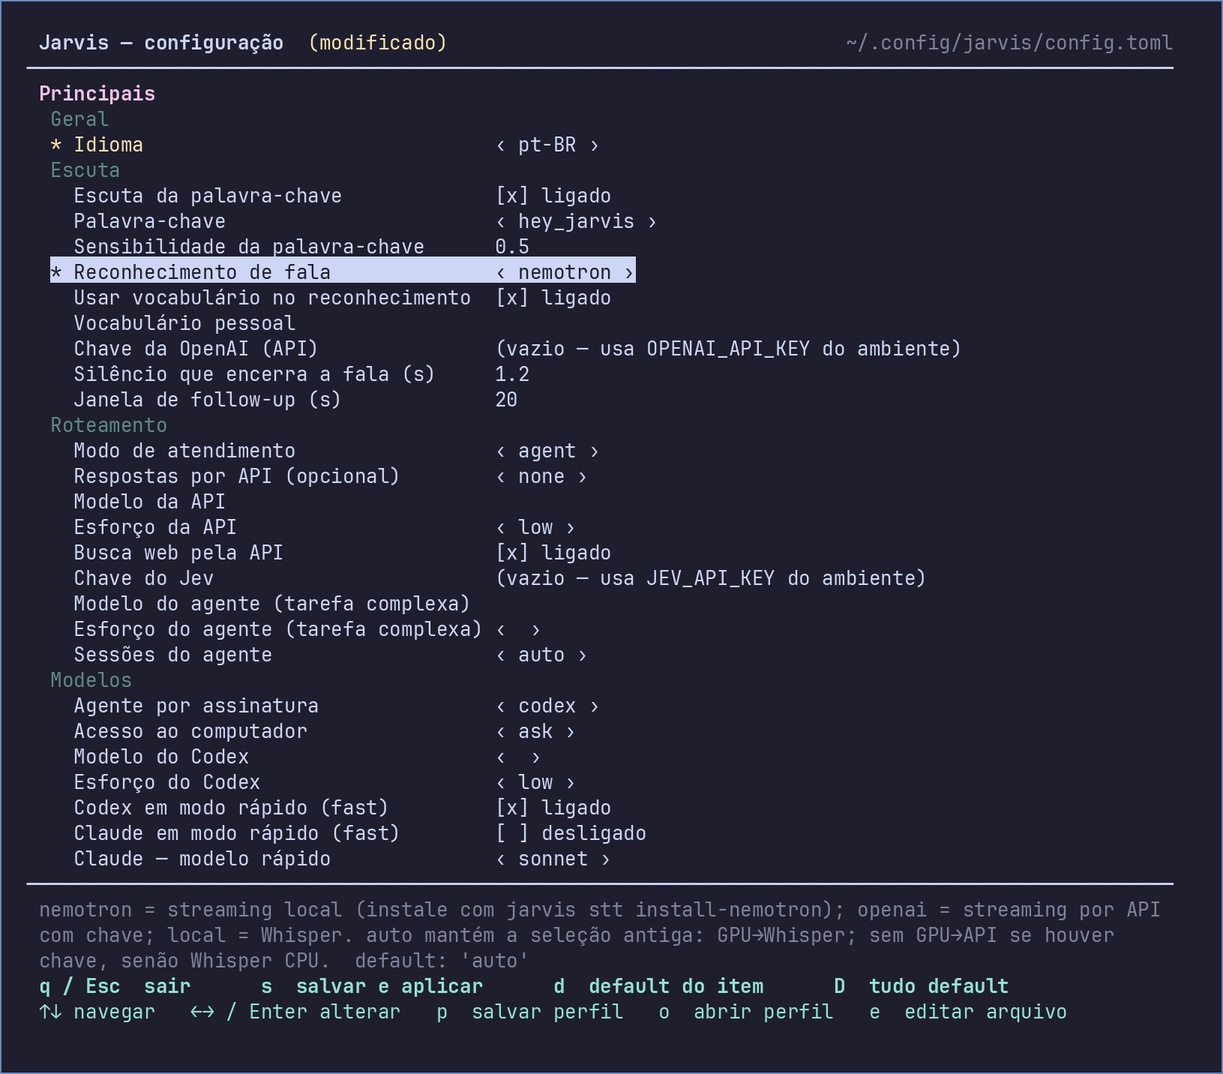 Jarvis — configuração (modificado) ~/.config/jarvis/config.toml
Principais
Geral
* Idioma ‹ pt-BR ›
Escuta
Escuta da palavra-chave [x] ligado
Palavra-chave ‹ hey_jarvis ›
Sensibilidade da palavra-chave 0.5
* Reconhecimento de fala ‹ nemotron ›
Usar vocabulário no reconhecimento [x] ligado
Vocabulário pessoal
Chave da OpenAI (API) (vazio — usa OPENAI_API_KEY do ambiente)
Silêncio que encerra a fala (s) 1.2
Janela de follow-up (s) 20
Roteamento
Modo de atendimento ‹ agent ›
Respostas por API (opcional) ‹ none ›
Modelo da API
Esforço da API ‹ low ›
Busca web pela API [x] ligado
Chave do Jev (vazio — usa JEV_API_KEY do ambiente)
Modelo do agente (tarefa complexa)
Esforço do agente (tarefa complexa) ‹ ›
Sessões do agente ‹ auto ›
Modelos
Agente por assinatura ‹ codex ›
Acesso ao computador ‹ ask ›
Modelo do Codex ‹ ›
Esforço do Codex ‹ low ›
Codex em modo rápido (fast) [x] ligado
Claude em modo rápido (fast) [ ] desligado
Claude — modelo rápido ‹ sonnet ›
nemotron = streaming local (instale com jarvis stt install-nemotron); openai = streaming por API
com chave; local = Whisper. auto mantém a seleção antiga: GPU→Whisper; sem GPU→API se houver
chave, senão Whisper CPU. default: 'auto'
q / Esc sair s salvar e aplicar d default do item D tudo default
↑↓ navegar ←→ / Enter alterar p salvar perfil o abrir perfil e editar arquivo